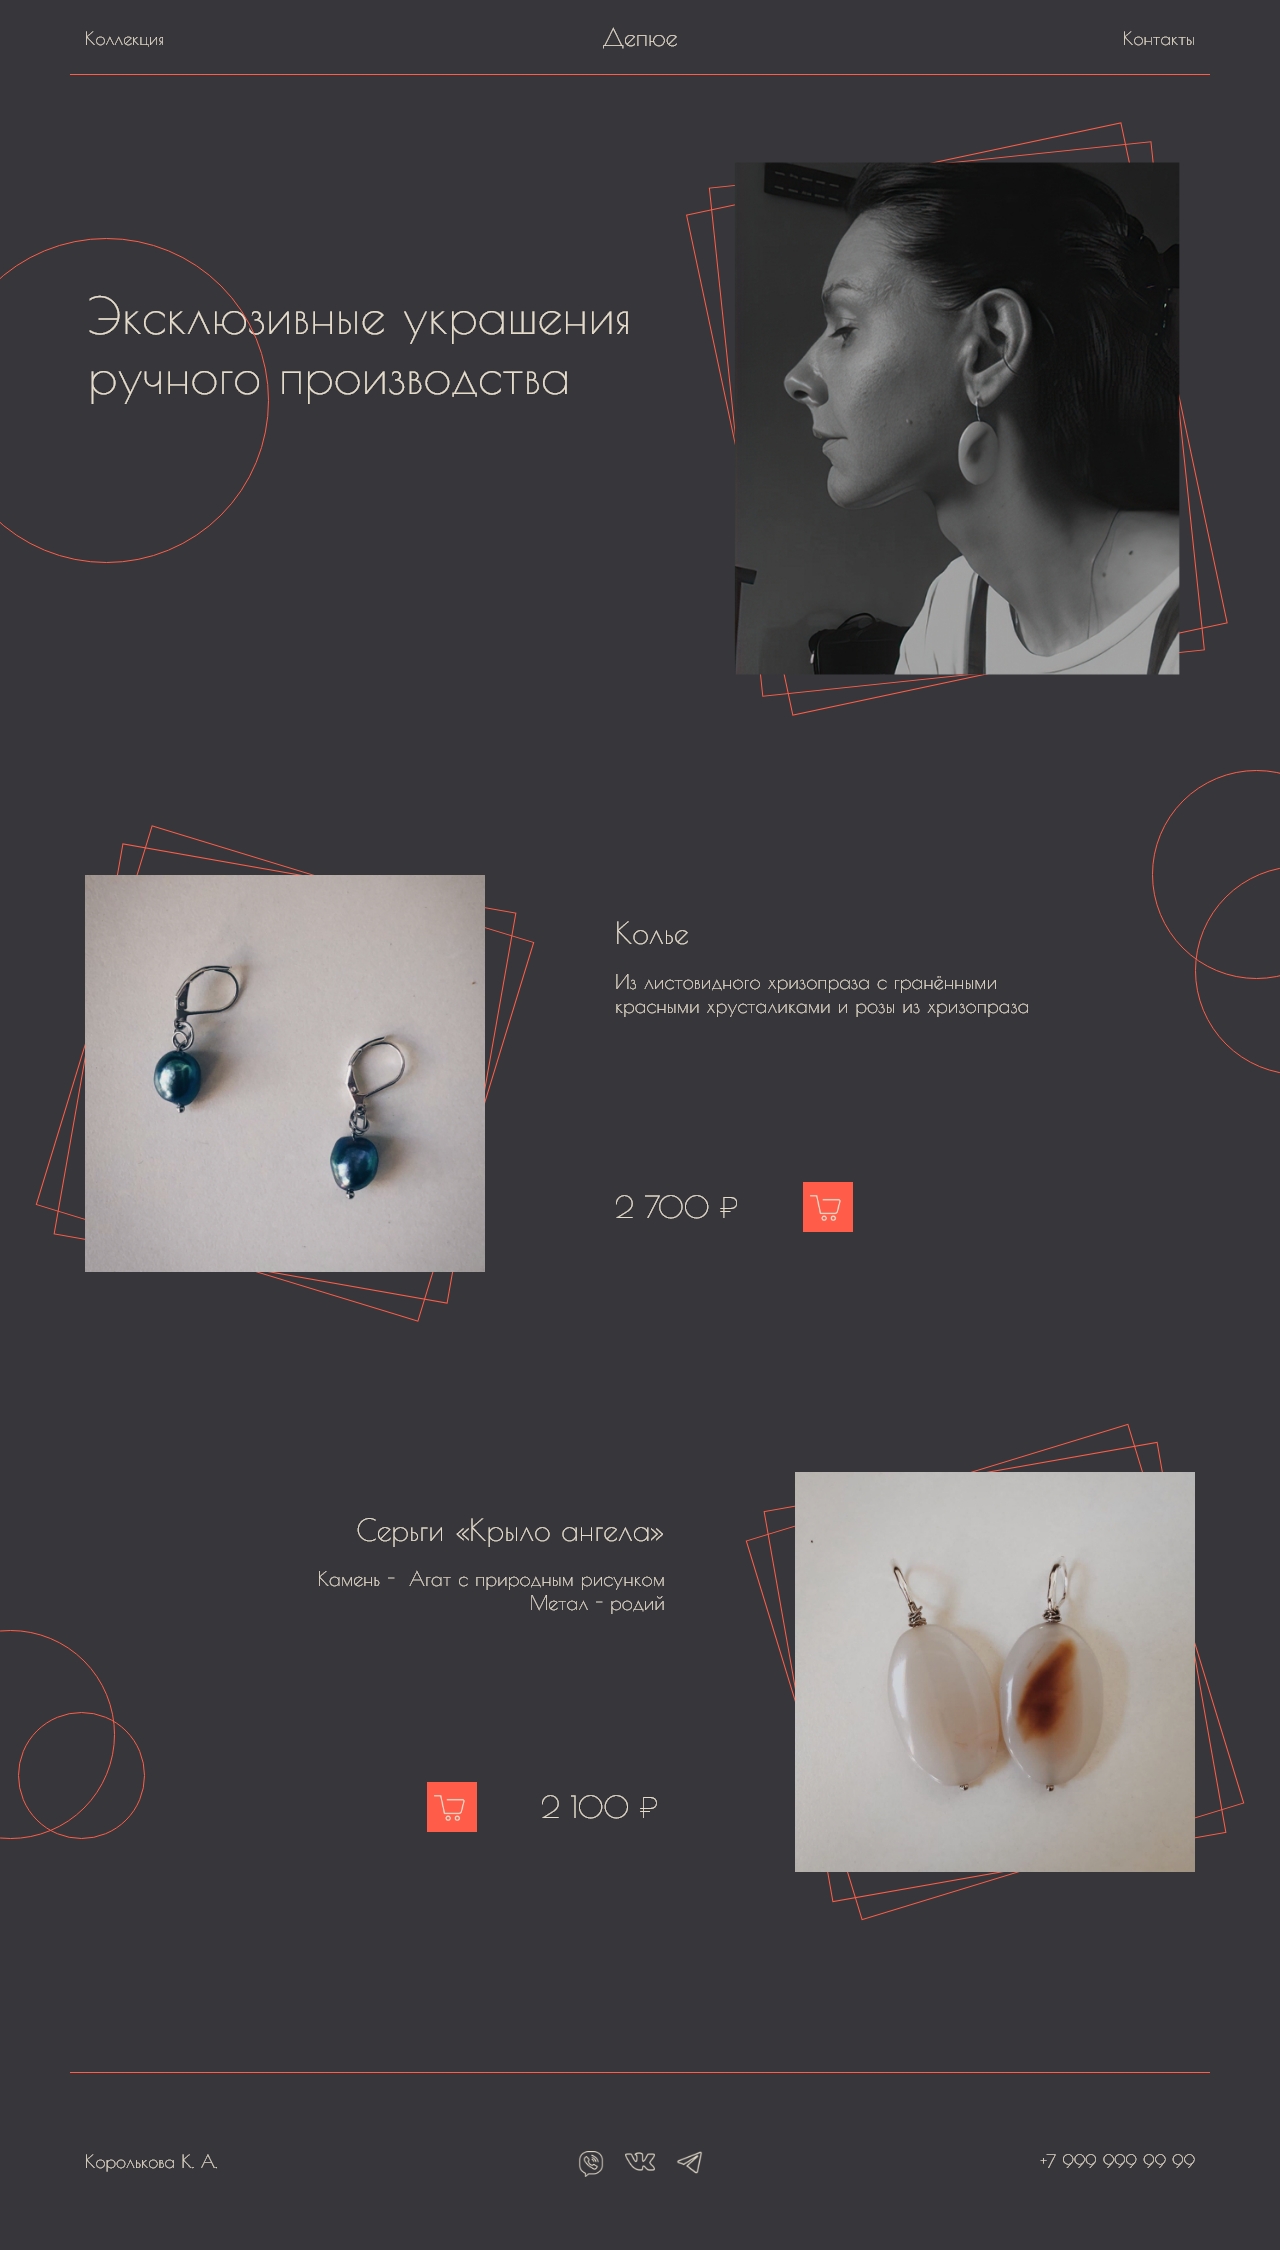 Коллекция
Депюе
Контакты
Эксклюзивные украшения
ручного производства
Колье
Из листовидного хризопраза с гранёнными
красными хрусталиками и розы из хризопраза
2 700 ₽
Серьги «Крыло ангела»
Камень - Агат с природным рисунком
Метал - родий
2 100 ₽
Королькова К. А.
+7 999 999 99 99